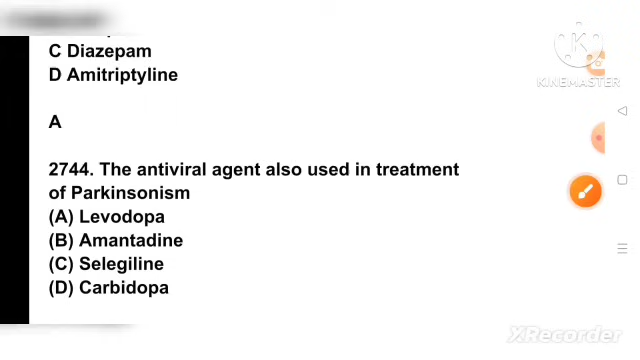 C Diazepam
D Amitriptyline
A
2744. The antiviral agent also used in treatment
of Parkinsonism
(A) Levodopa
(B) Amantadine
(C) Selegiline
(D) Carbidopa
K
KINEMASTER
XRecorder